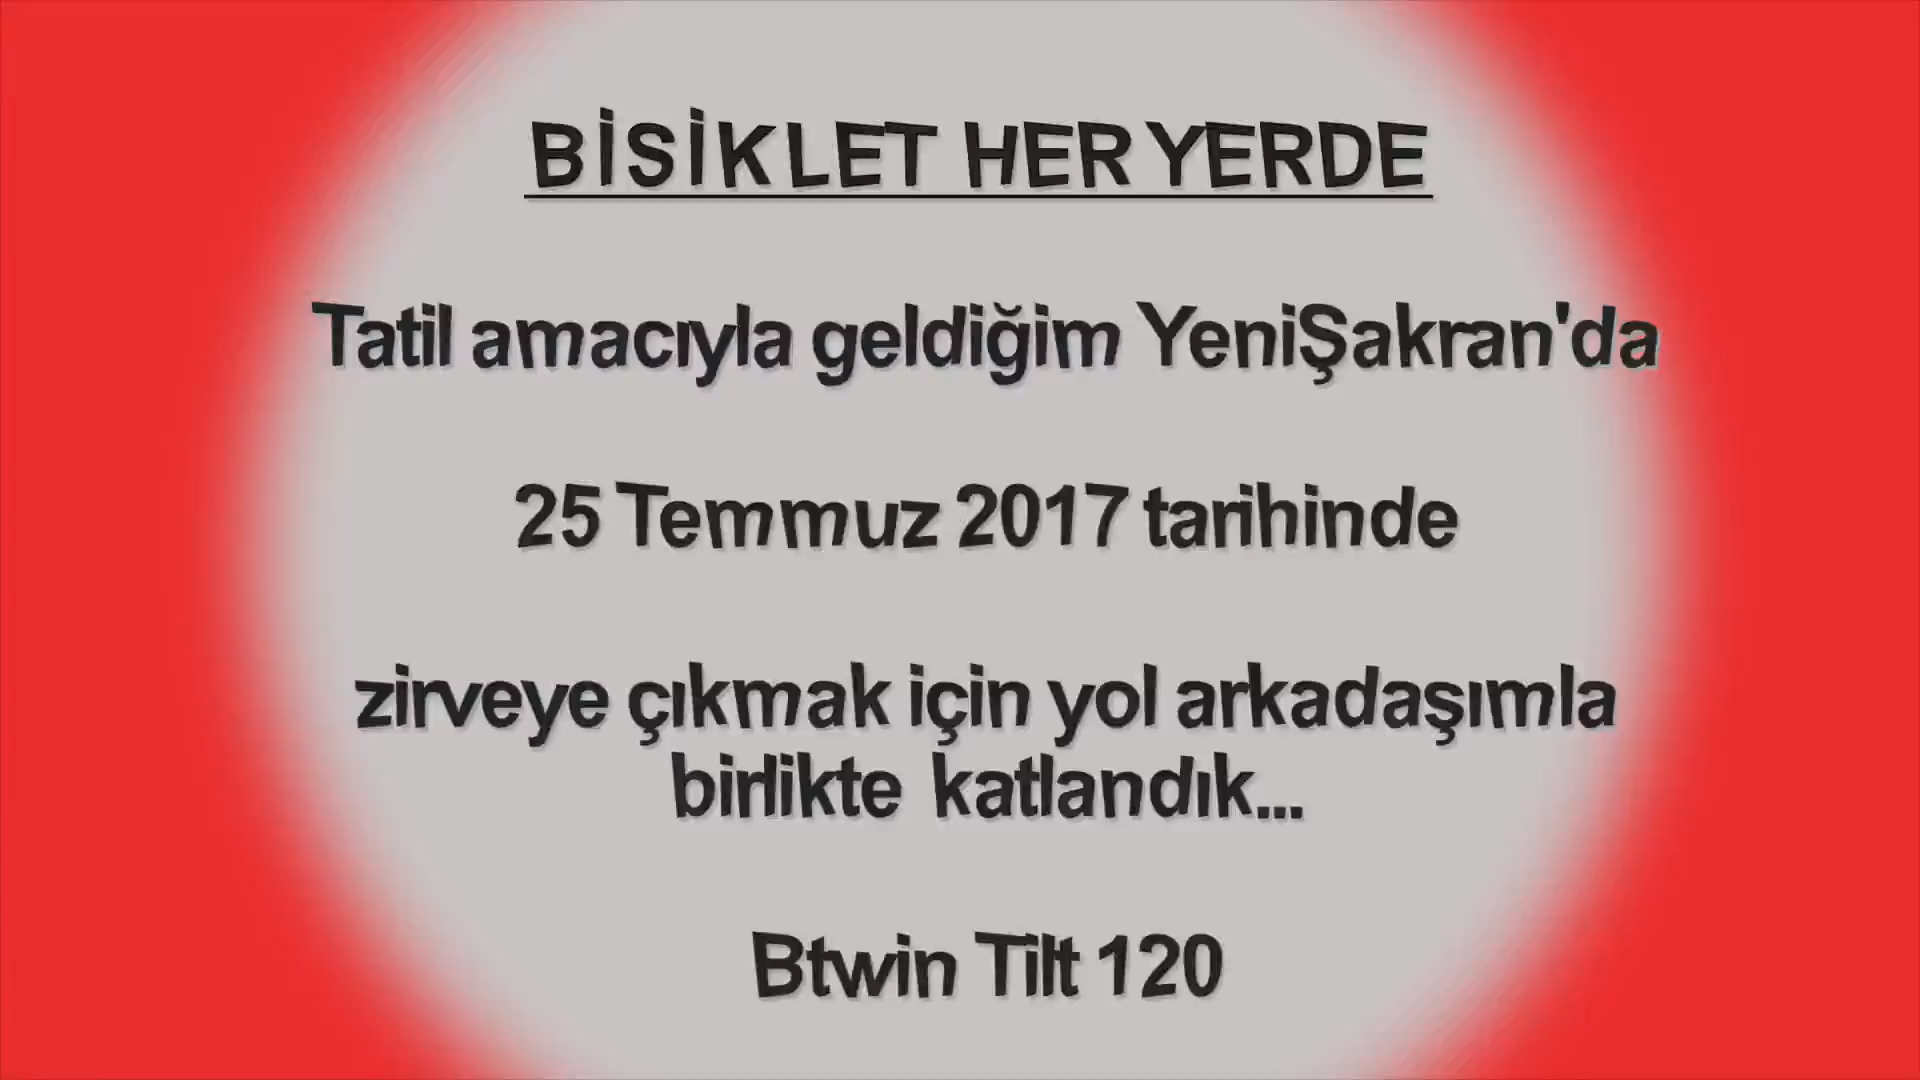 BİSİKLET HER YERDE
Tatil amacıyla geldiğim YeniŞakran'da
25 Temmuz 2017 tarihinde
zirveye çıkmak için yol arkadaşımla
birlikte katlandık...
Btwin Tilt 120